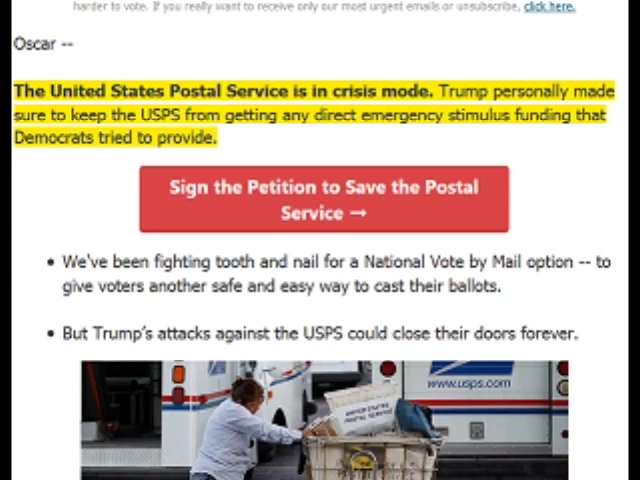 harder to vote. If you really want to receive only our most urgent emails or unsubscribe, click here.
Oscar --
The United States Postal Service is in crisis mode. Trump personally made
sure to keep the USPS from getting any direct emergency stimulus funding that
Democrats tried to provide.
Sign the Petition to Save the Postal
Service →
• We've been fighting tooth and nail for a National Vote by Mail option -- to
give voters another safe and easy way to cast their ballots.
• But Trump's attacks against the USPS could close their doors forever.
www.usps.com
UNITED STATES
POSTAL SERVICE